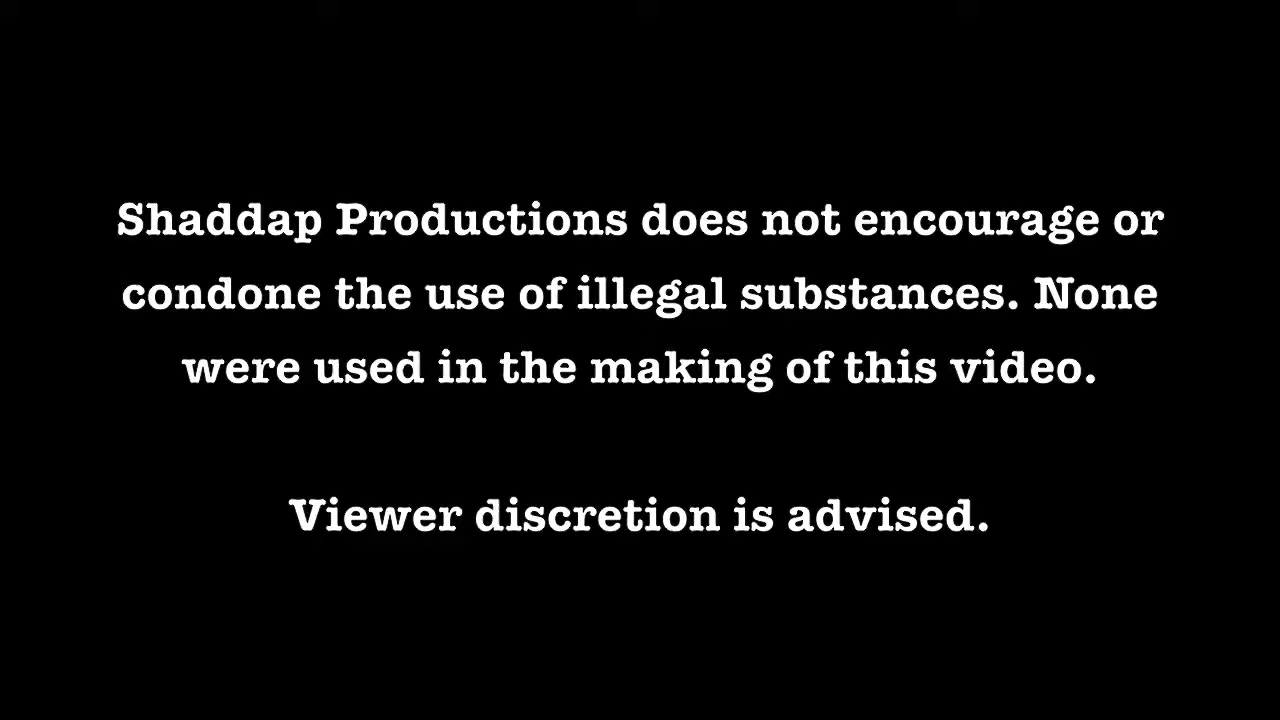 Shaddap Productions does not encourage or
condone the use of illegal substances. None
were used in the making of this video.
Viewer discretion is advised.